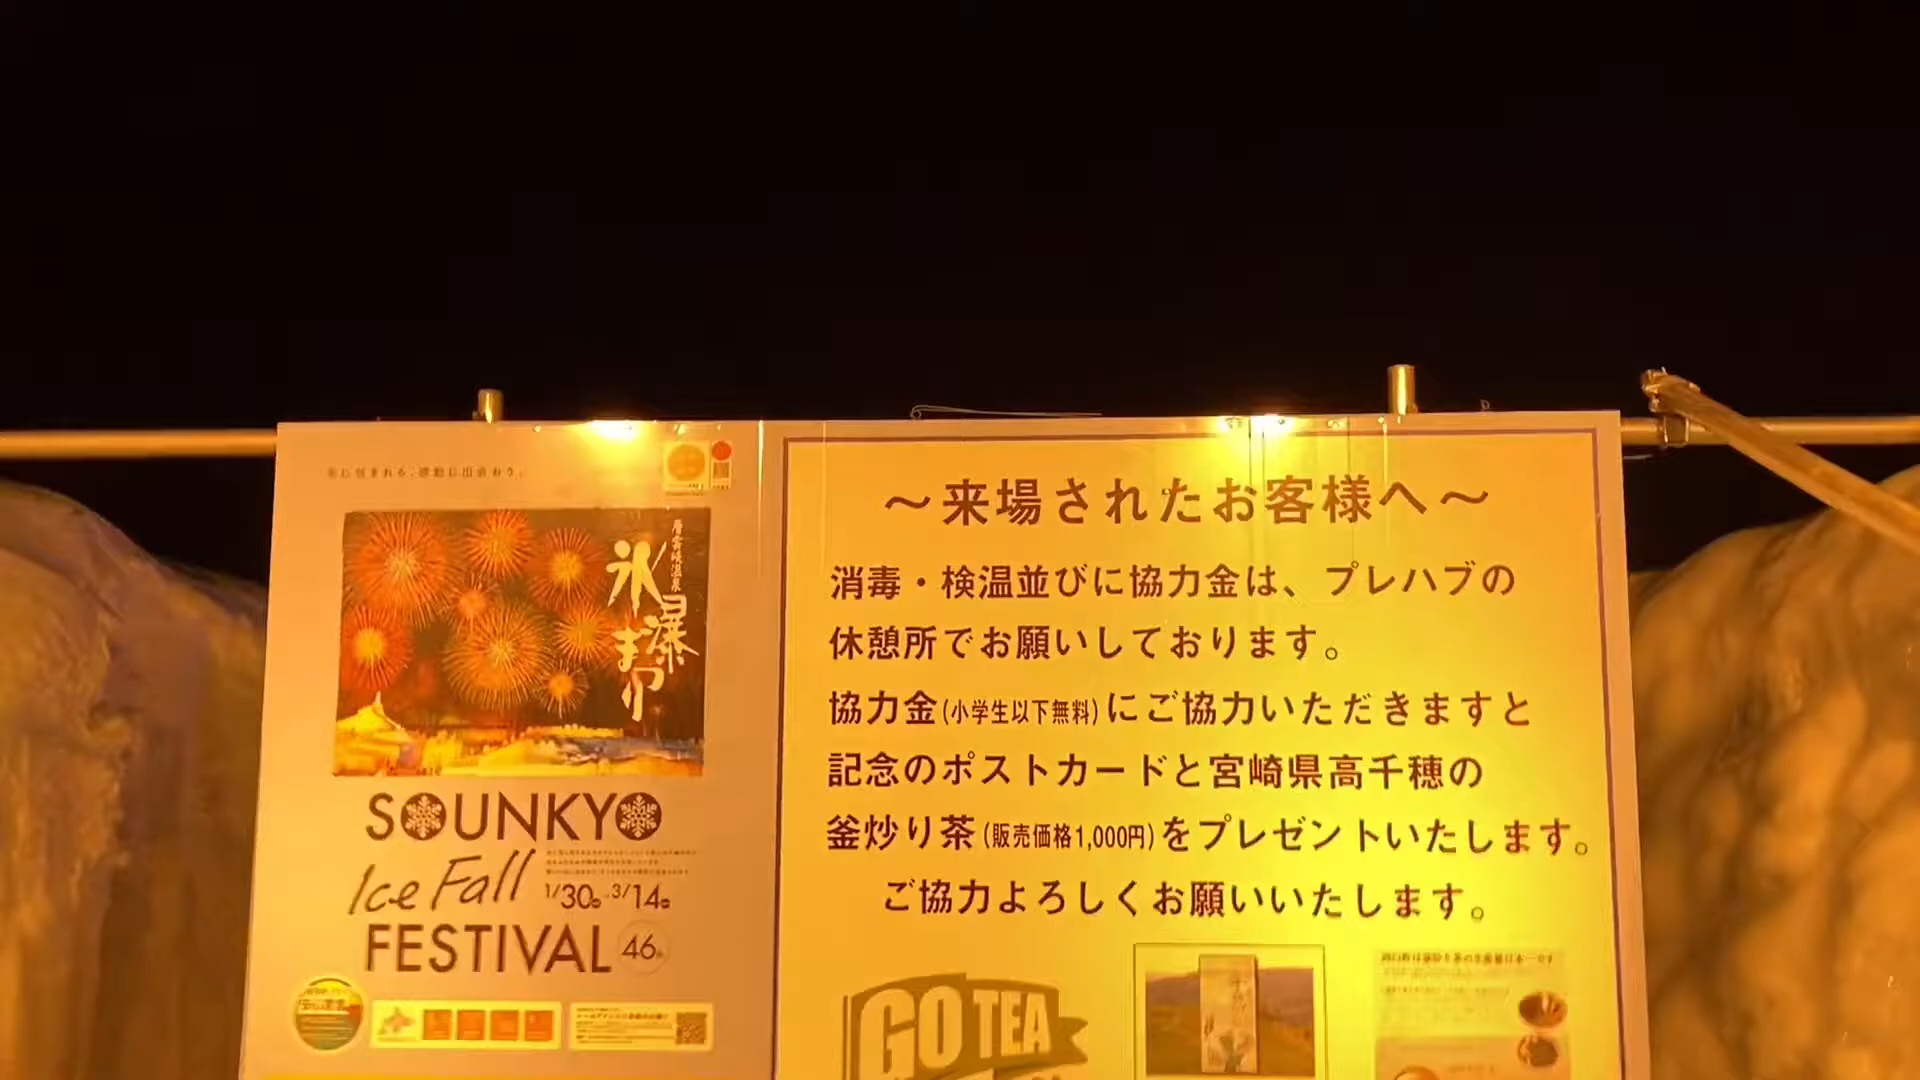 層雲峡温泉
氷瀑まつり
SOUNKYO
Ice Fall
1/30 3/14
FESTIVAL 46
～来場されたお客様へ～
消毒・検温並びに協力金は、プレハブの
休憩所でお願いしております。
協力金(小学生以下無料)にご協力いただきますと
記念のポストカードと宮崎県高千穂の
釜炒り茶(販売価格1,000円)をプレゼントいたします。
ご協力よろしくお願いいたします。
GO TEA